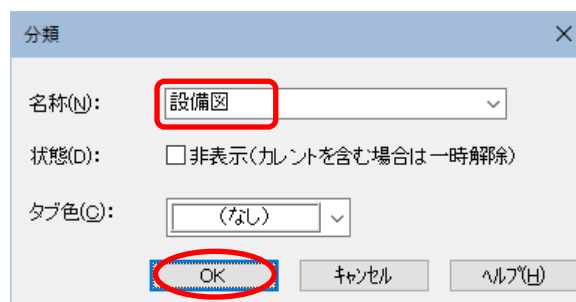 分類
名称(N): 設備図
状態(D): 非表示(カレントを含む場合は一時解除)
タブ色(C): (なし)
OK キャンセル ヘルプ(H)